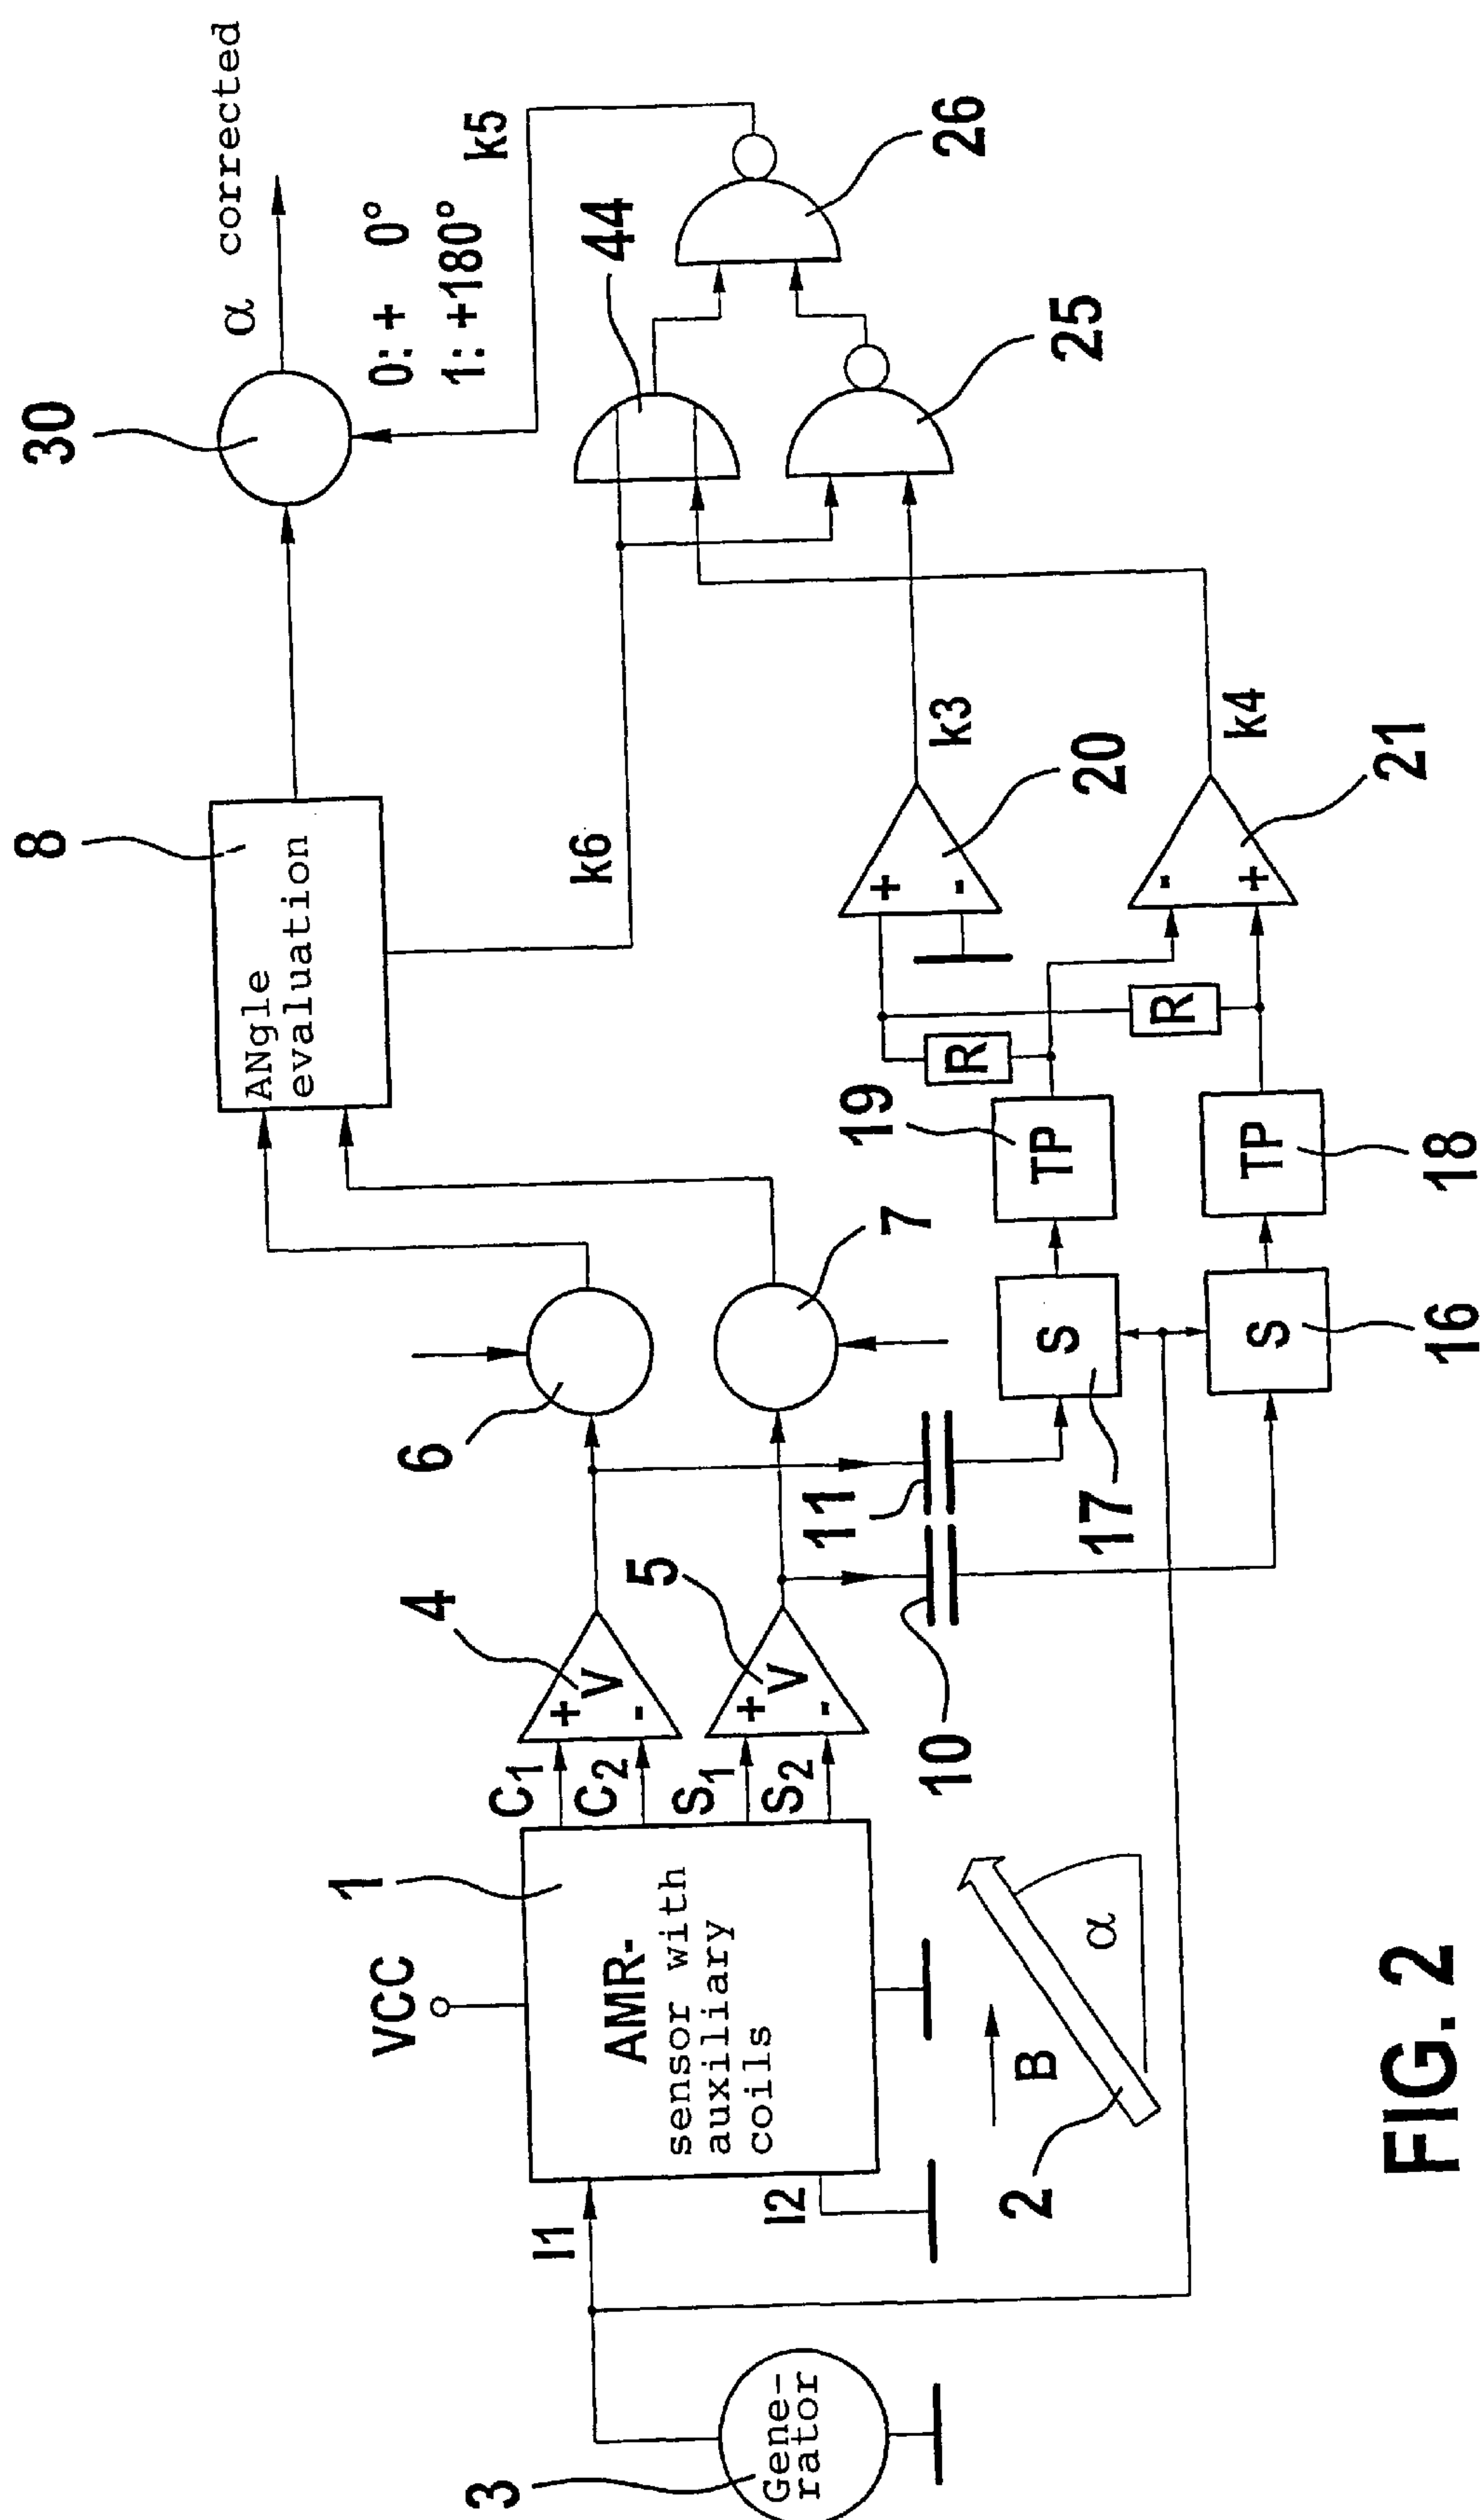 3
Gene-
rator
I1
I2
VCC
1
AMR-
sensor with
auxiliary
coils
2
B
α
C1
C2
S1
S2
4
+
V
-
5
+
V
-
10
11
6
7
17
S
16
S
19
TP
18
TP
R
R
8
ANgle
evaluation
k6
+
-
20
k3
-
+
21
k4
30
α corrected
0: + 0°
1: +180°
k5
44
25
26
FIG. 2